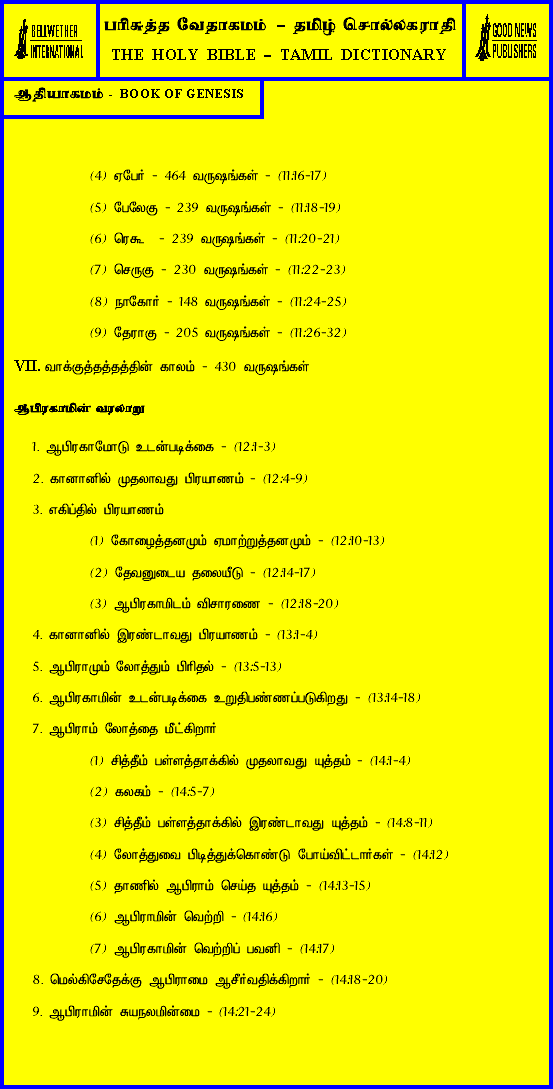 BELLWETHER
INTERNATIONAL
பரிசுத்த வேதாகமம் - தமிழ் சொல்லகராதி
THE HOLY BIBLE - TAMIL DICTIONARY
GOOD NEWS
PUBLISHERS
ஆதியாகமம் - BOOK OF GENESIS
(4) ஏபேர் - 464 வருஷங்கள் - (11:16-17)
(5) பேலேகு - 239 வருஷங்கள் - (11:18-19)
(6) ரெகூ - 239 வருஷங்கள் - (11:20-21)
(7) செருகு - 230 வருஷங்கள் - (11:22-23)
(8) நாகோர் - 148 வருஷங்கள் - (11:24-25)
(9) தேராகு - 205 வருஷங்கள் - (11:26-32)
VII. வாக்குத்தத்தத்தின் காலம் - 430 வருஷங்கள்
ஆபிரகாமின் வரலாறு
1. ஆபிரகாமோடு உடன்படிக்கை - (12:1-3)
2. கானானில் முதலாவது பிரயாணம் - (12:4-9)
3. எகிப்தில் பிரயாணம்
(1) கோழைத்தனமும் ஏமாற்றுத்தனமும் - (12:10-13)
(2) தேவனுடைய தலையீடு - (12:14-17)
(3) ஆபிரகாமிடம் விசாரணை - (12:18-20)
4. கானானில் இரண்டாவது பிரயாணம் - (13:1-4)
5. ஆபிராமும் லோத்தும் பிரிதல் - (13:5-13)
6. ஆபிரகாமின் உடன்படிக்கை உறுதிபண்ணப்படுகிறது - (13:14-18)
7. ஆபிராம் லோத்தை மீட்கிறார்
(1) சித்தீம் பள்ளத்தாக்கில் முதலாவது யுத்தம் - (14:1-4)
(2) கலகம் - (14:5-7)
(3) சித்தீம் பள்ளத்தாக்கில் இரண்டாவது யுத்தம் - (14:8-11)
(4) லோத்துவை பிடித்துக்கொண்டு போய்விட்டார்கள் - (14:12)
(5) தாணில் ஆபிராம் செய்த யுத்தம் - (14:13-15)
(6) ஆபிராமின் வெற்றி - (14:16)
(7) ஆபிரகாமின் வெற்றிப் பவனி - (14:17)
8. மெல்கிசேதேக்கு ஆபிராமை ஆசீர்வதிக்கிறார் - (14:18-20)
9. ஆபிராமின் சுயநலமின்மை - (14:21-24)